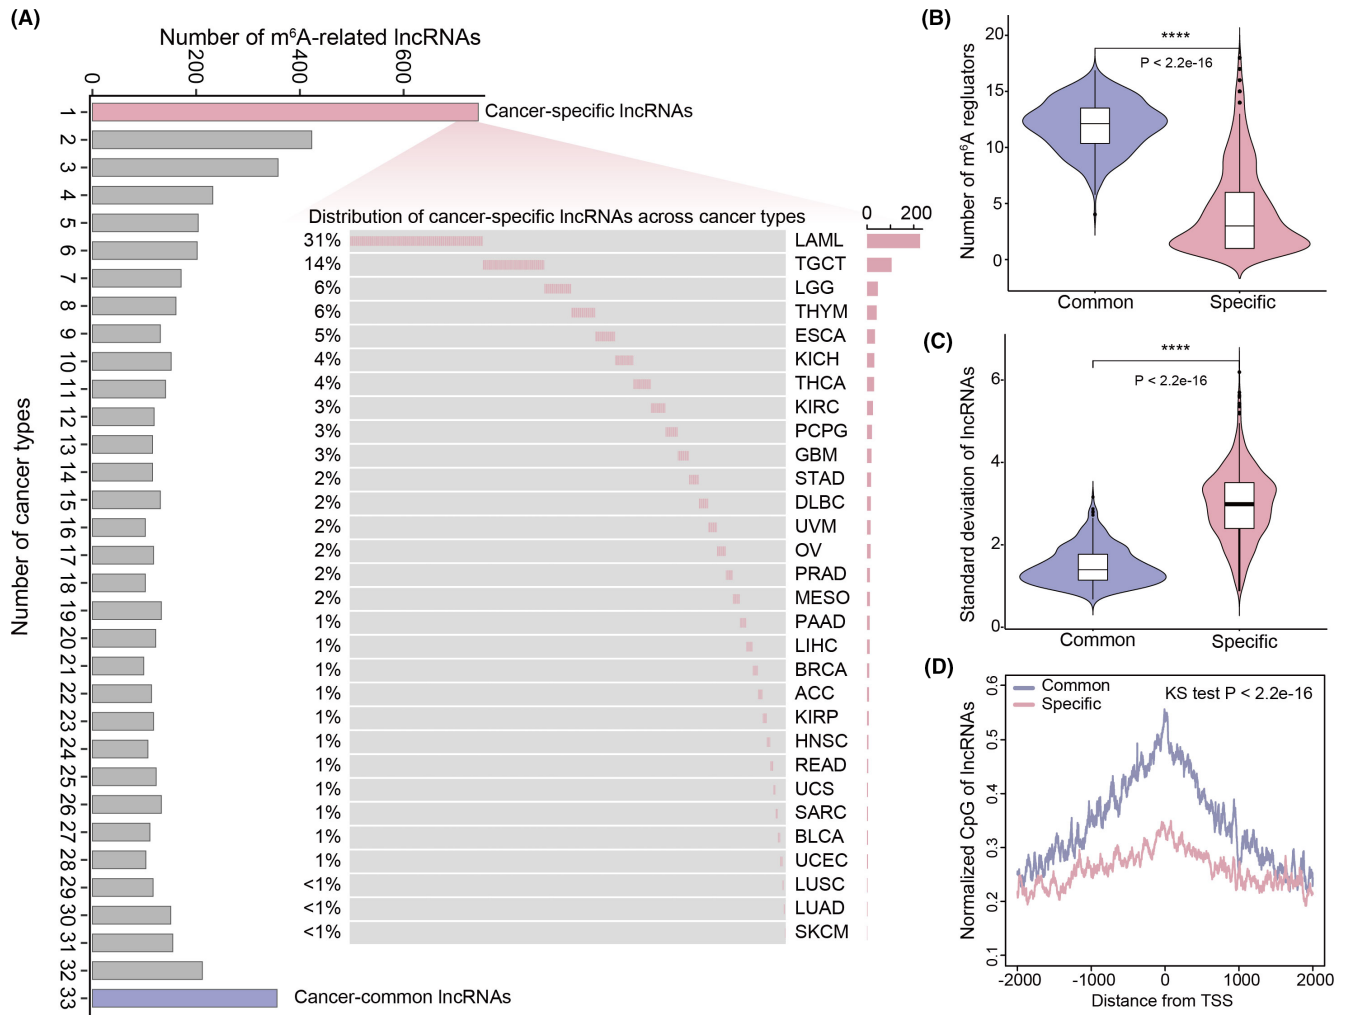 (A)
Number of m⁶A-related lncRNAs
0 200 400 600
Number of cancer types
1 Cancer-specific lncRNAs
2
3
4
5
6
7
8
9
10
11
12
13
14
15
16
17
18
19
20
21
22
23
24
25
26
27
28
29
30
31
32
33 Cancer-common lncRNAs
Distribution of cancer-specific lncRNAs across cancer types
0 200
31% LAML
14% TGCT
6% LGG
6% THYM
5% ESCA
4% KICH
4% THCA
3% KIRC
3% PCPG
3% GBM
2% STAD
2% DLBC
2% UVM
2% OV
2% PRAD
2% MESO
1% PAAD
1% LIHC
1% BRCA
1% ACC
1% KIRP
1% HNSC
1% READ
1% UCS
1% SARC
1% BLCA
1% UCEC
<1% LUSC
<1% LUAD
<1% SKCM
(B)
Number of m⁶A regluators
20
15
10
5
0
****
P < 2.2e-16
Common Specific
(C)
Standard deviation of lncRNAs
6
4
2
0
****
P < 2.2e-16
Common Specific
(D)
Normalized CpG of lncRNAs
0.6
0.5
0.4
0.3
0.2
0.1
Common
Specific
KS test P < 2.2e-16
-2000 -1000 0 1000 2000
Distance from TSS